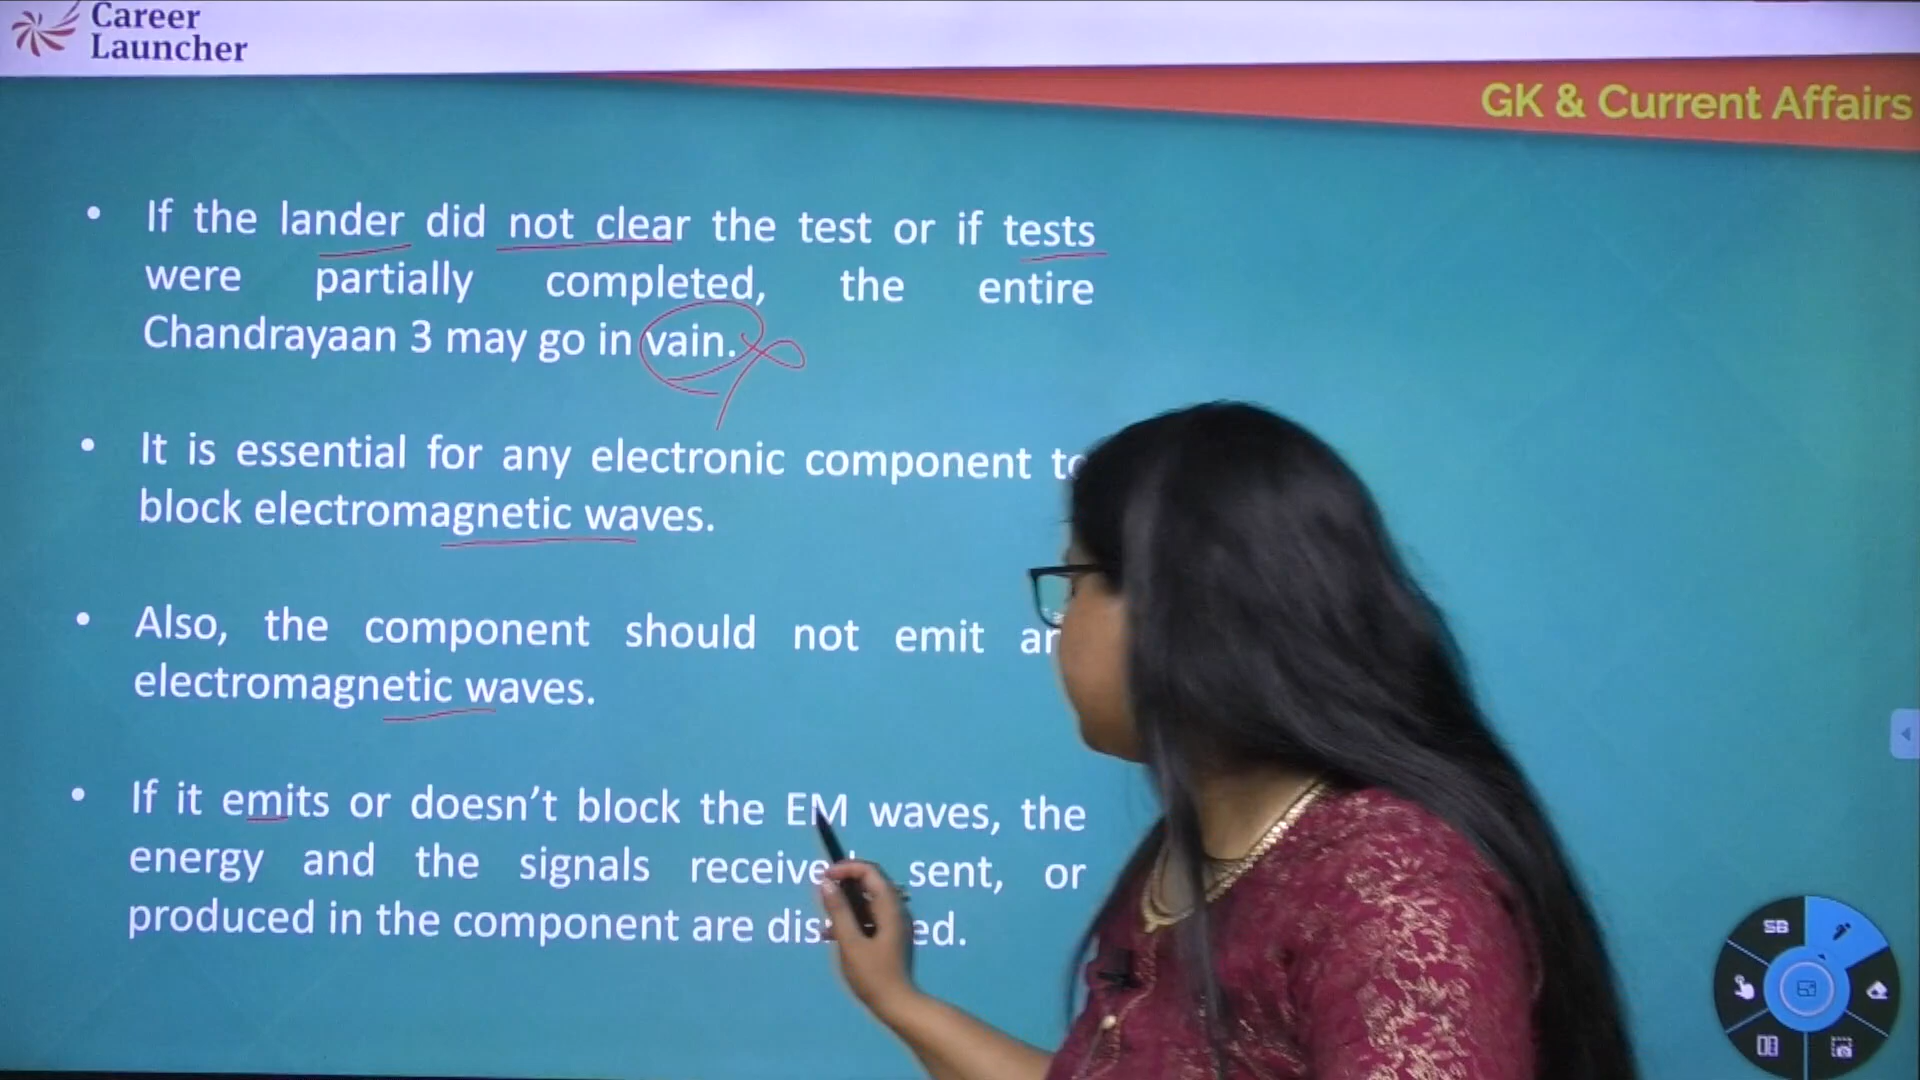 Career
Launcher
GK & Current Affairs
• If the lander did not clear the test or if tests
were partially completed, the entire
Chandrayaan 3 may go in vain.
• It is essential for any electronic component
block electromagnetic waves.
• Also, the component should not emit
electromagnetic waves.
• If it emits or doesn’t block the EM waves, the
energy and the signals sent, or
produced in the component are
SB